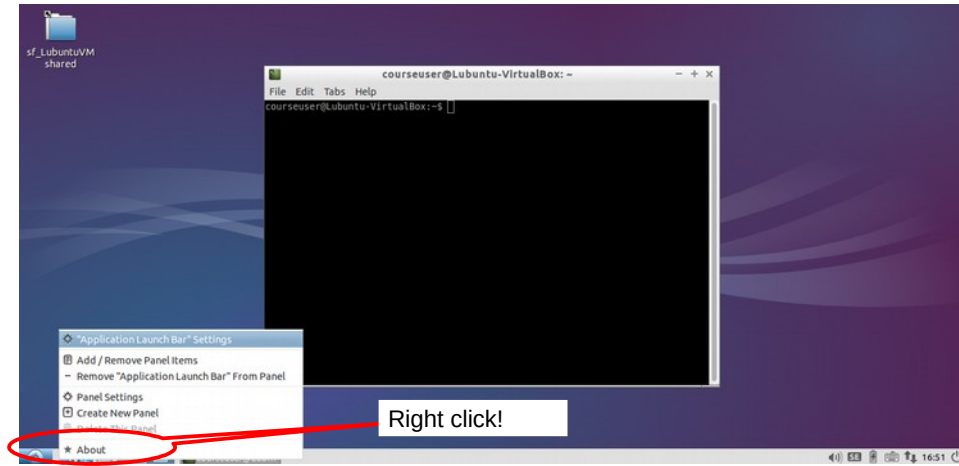 sf_LubuntuVM
shared
courseuser@Lubuntu-VirtualBox: ~
File Edit Tabs Help
courseuser@Lubuntu-VirtualBox:~$
"Application Launch Bar" Settings
Add / Remove Panel Items
Remove "Application Launch Bar" From Panel
Panel Settings
Create New Panel
Delete This Panel
About
Right click!
SE
16:51